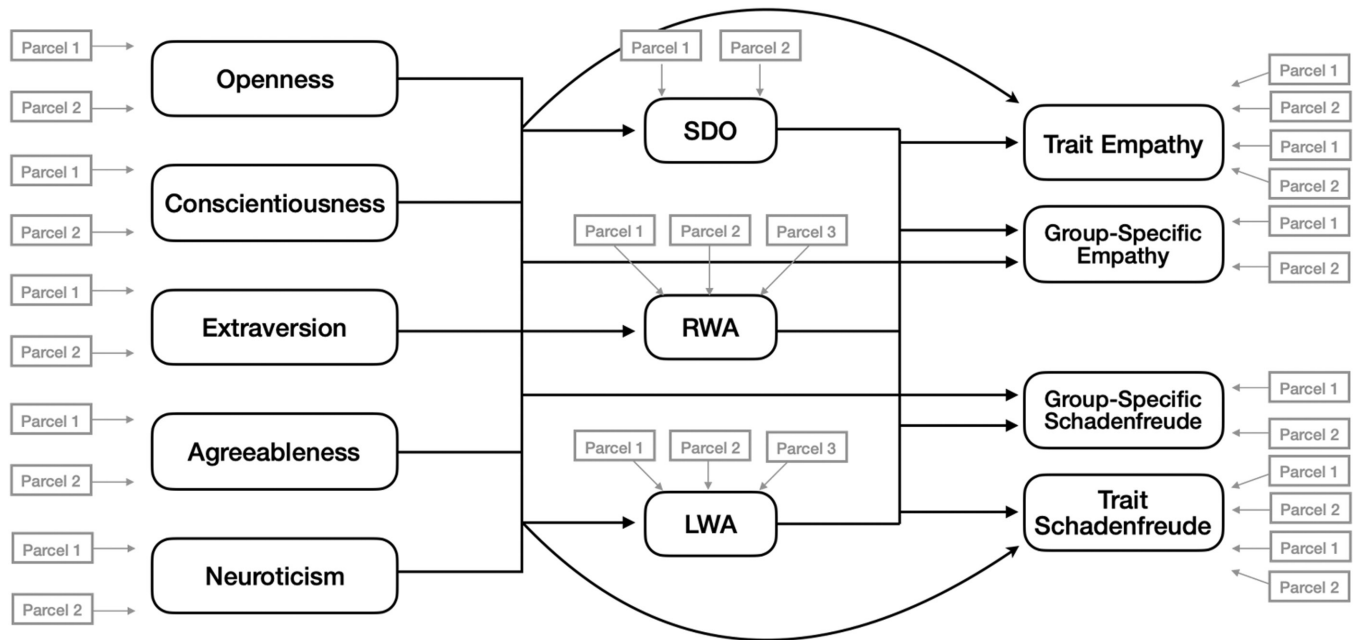 Parcel 1
Parcel 2
Openness
Parcel 1
Parcel 2
Conscientiousness
Parcel 1
Parcel 2
Extraversion
Parcel 1
Parcel 2
Agreeableness
Parcel 1
Parcel 2
Neuroticism
Parcel 1
Parcel 2
SDO
Parcel 1
Parcel 2
Parcel 3
RWA
Parcel 1
Parcel 2
Parcel 3
LWA
Trait Empathy
Parcel 1
Parcel 2
Parcel 1
Parcel 2
Group-Specific
Empathy
Parcel 1
Parcel 2
Group-Specific
Schadenfreude
Parcel 1
Parcel 2
Trait
Schadenfreude
Parcel 1
Parcel 2
Parcel 1
Parcel 2